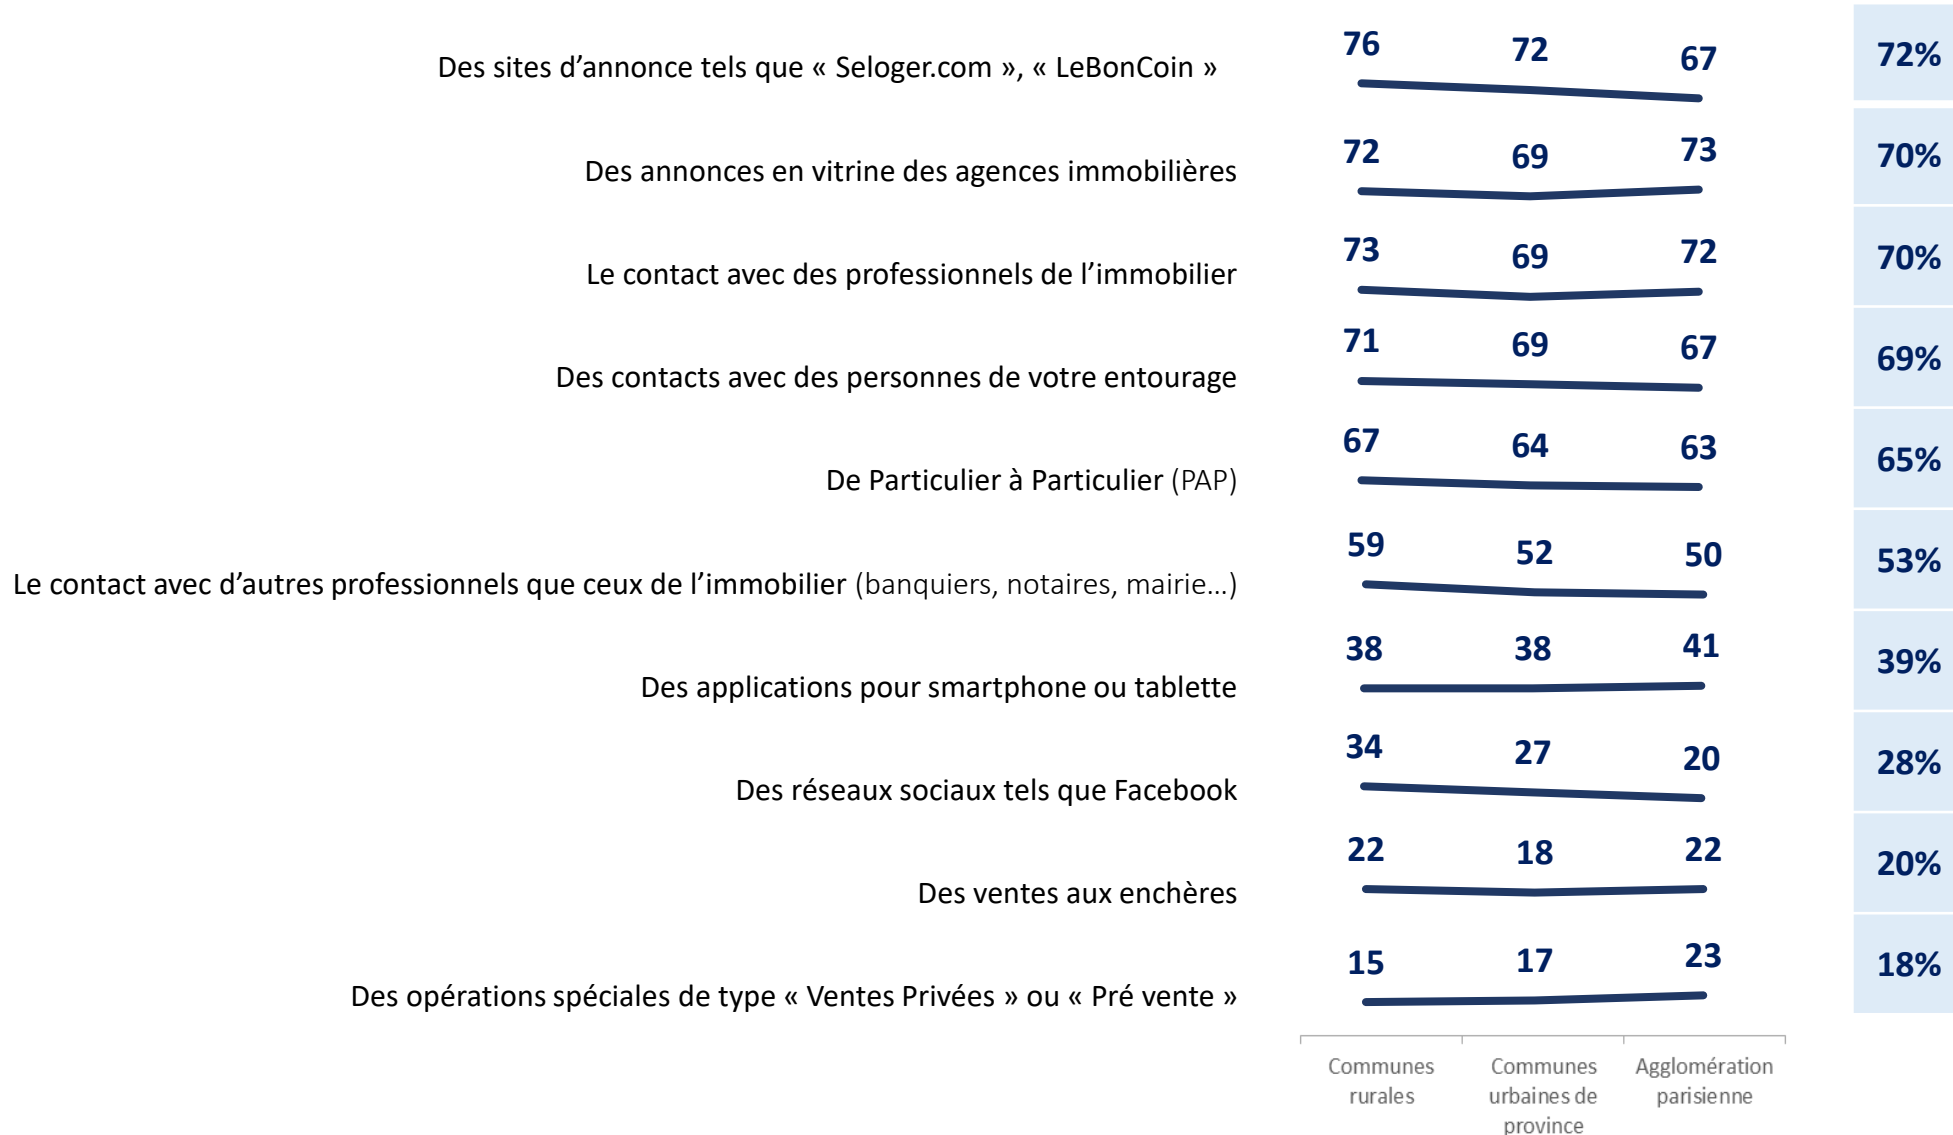 Des sites d’annonce tels que « Seloger.com », « LeBonCoin » 76 72 67 72%
Des annonces en vitrine des agences immobilières 72 69 73 70%
Le contact avec des professionnels de l’immobilier 73 69 72 70%
Des contacts avec des personnes de votre entourage 71 69 67 69%
De Particulier à Particulier (PAP) 67 64 63 65%
Le contact avec d’autres professionnels que ceux de l’immobilier (banquiers, notaires, mairie…) 59 52 50 53%
Des applications pour smartphone ou tablette 38 38 41 39%
Des réseaux sociaux tels que Facebook 34 27 20 28%
Des ventes aux enchères 22 18 22 20%
Des opérations spéciales de type « Ventes Privées » ou « Pré vente » 15 17 23 18%
Communes
rurales
Communes
urbaines de
province
Agglomération
parisienne